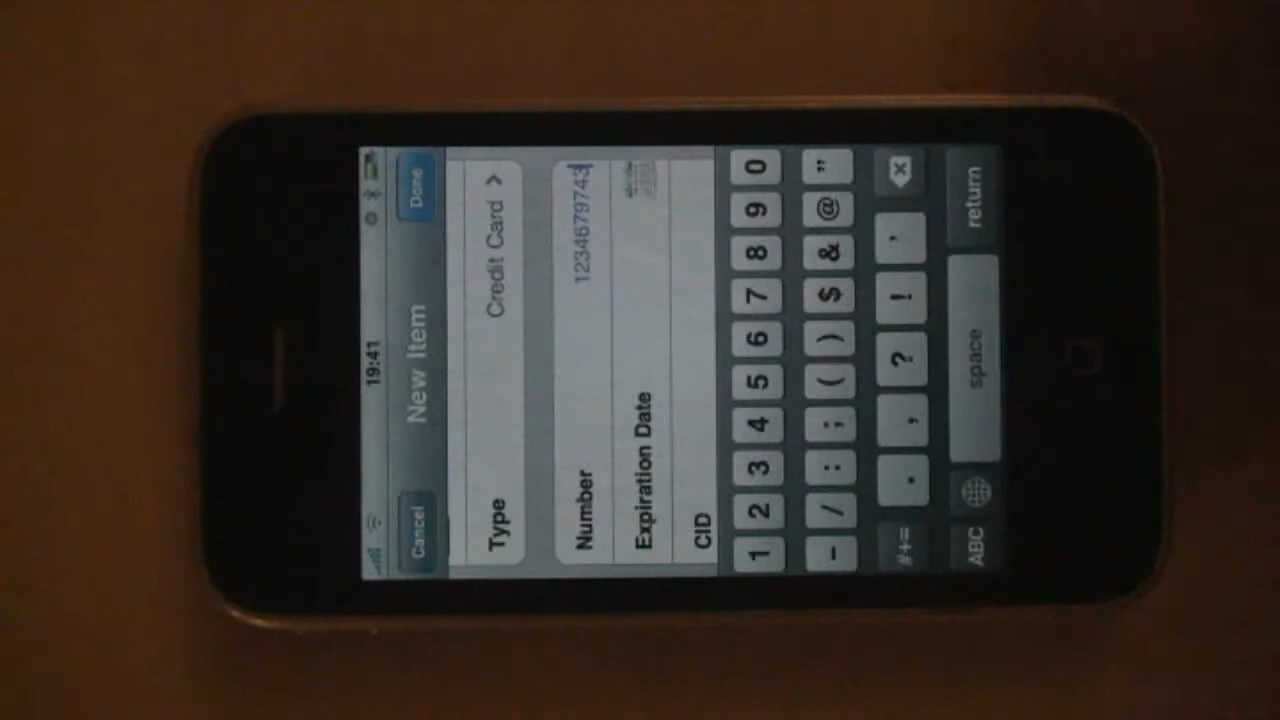 19:41
Cancel New Item Done
Type Credit Card
Number 1234679743
Expiration Date
CID
1 2 3 4 5 6 7 8 9 0
- / : ; ( ) $ & @ "
#+= . , ? ! '
ABC space return